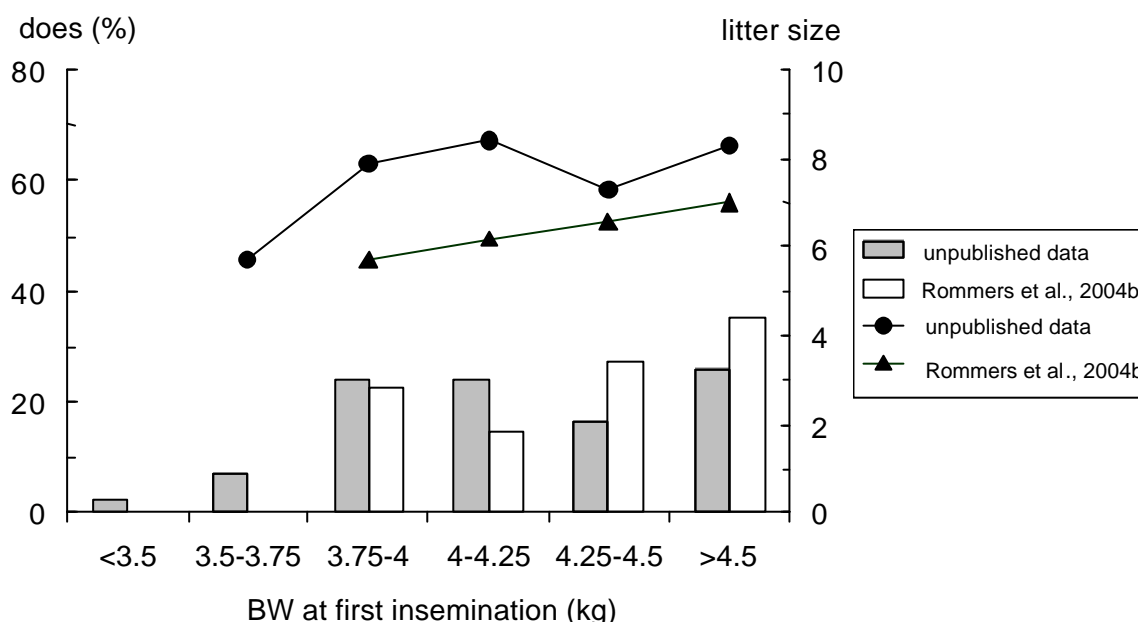 does (%)
litter size
80
60
40
20
0
10
8
6
4
2
0
<3.5 3.5-3.75 3.75-4 4-4.25 4.25-4.5 >4.5
BW at first insemination (kg)
unpublished data
Rommers et al., 2004b
unpublished data
Rommers et al., 2004b